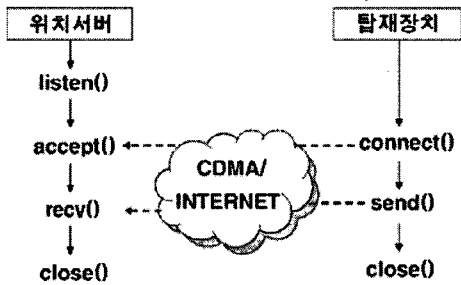 위치서버
탑재장치
listen()
accept()
connect()
CDMA/
INTERNET
recv()
send()
close()
close()